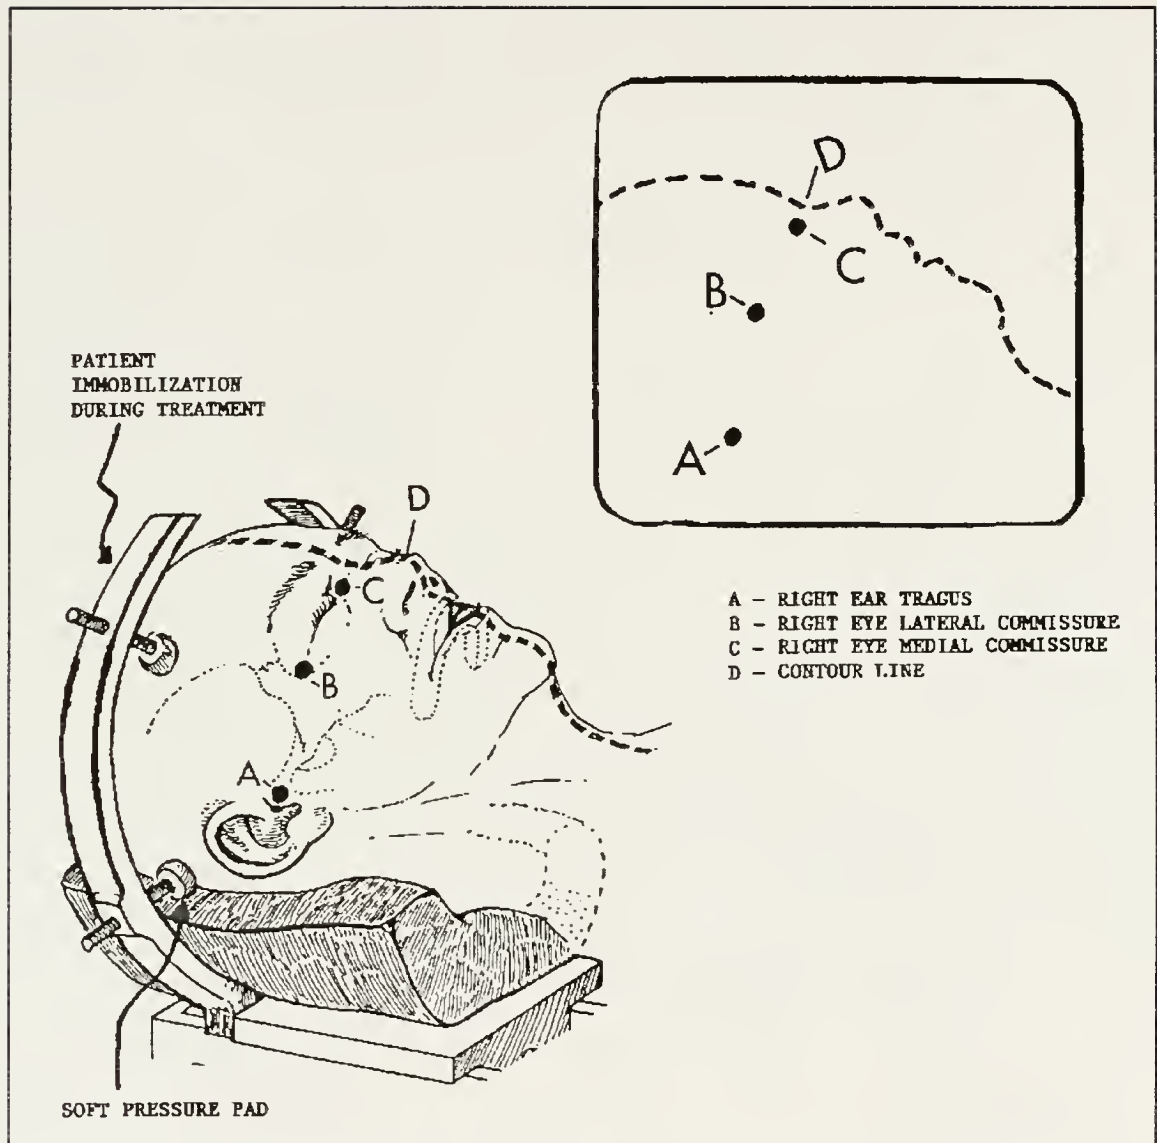 D
C
B
A
PATIENT
IMMOBILIZATION
DURING TREATMENT
D
C
B
A
A - RIGHT EAR TRAGUS
B - RIGHT EYE LATERAL COMMISSURE
C - RIGHT EYE MEDIAL COMMISSURE
D - CONTOUR LINE
SOFT PRESSURE PAD